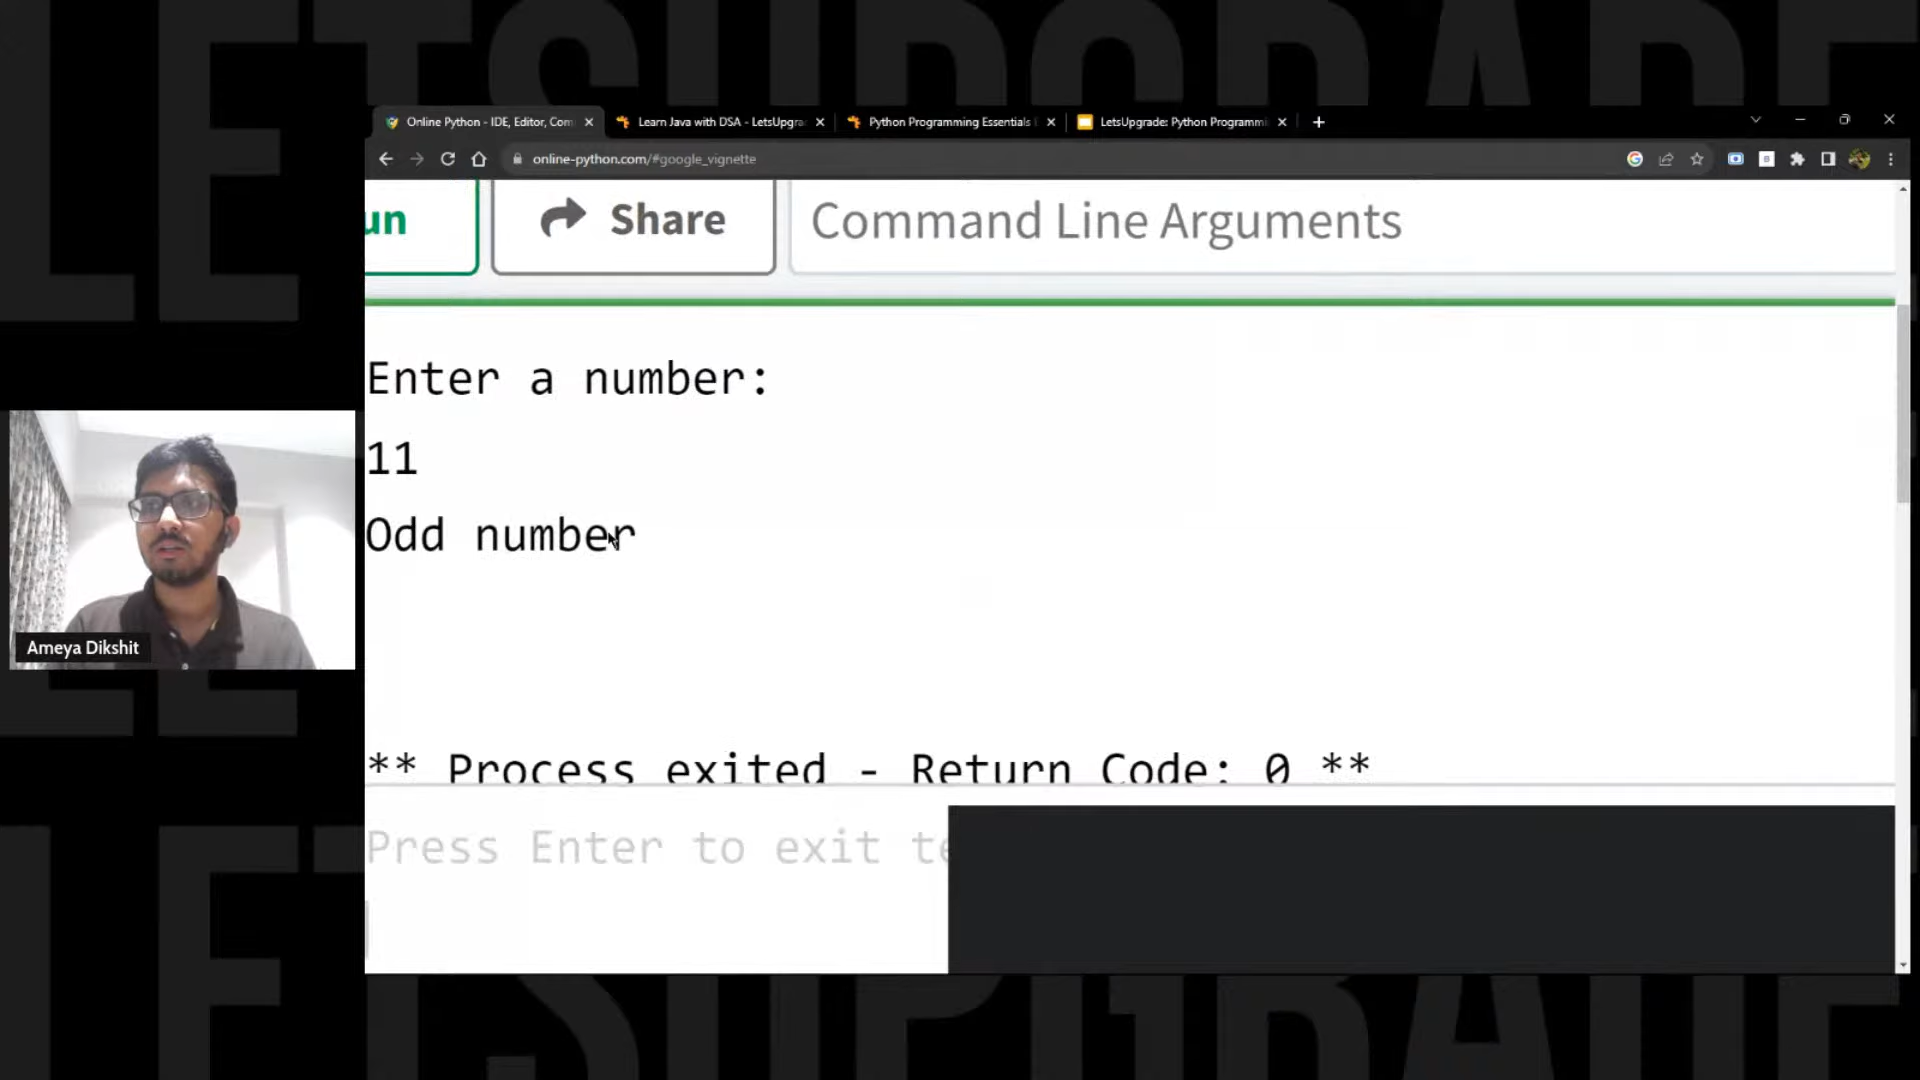 LETSUPGRADE
Online Python - IDE, Editor, Com
Learn Java with DSA - LetsUpgra
Python Programming Essentials
LetsUpgrade: Python Programmi
online-python.com/#google_vignette
un
Share
Command Line Arguments
Enter a number:
11
Odd number
** Process exited - Return Code: 0 **
Press Enter to exit te
Ameya Dikshit